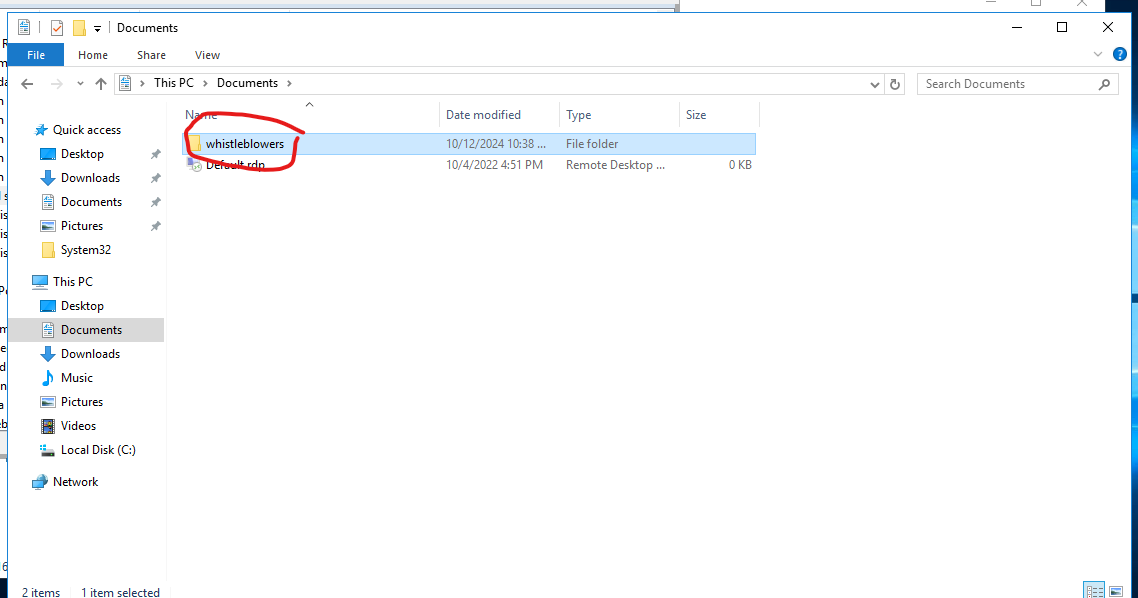 Documents
File Home Share View
This PC Documents
Search Documents
Name Date modified Type Size
whistleblowers 10/12/2024 10:38 ... File folder
Default.rdp 10/4/2022 4:51 PM Remote Desktop ... 0 KB
Quick access
Desktop
Downloads
Documents
Pictures
System32
This PC
Desktop
Documents
Downloads
Music
Pictures
Videos
Local Disk (C:)
Network
2 items 1 item selected